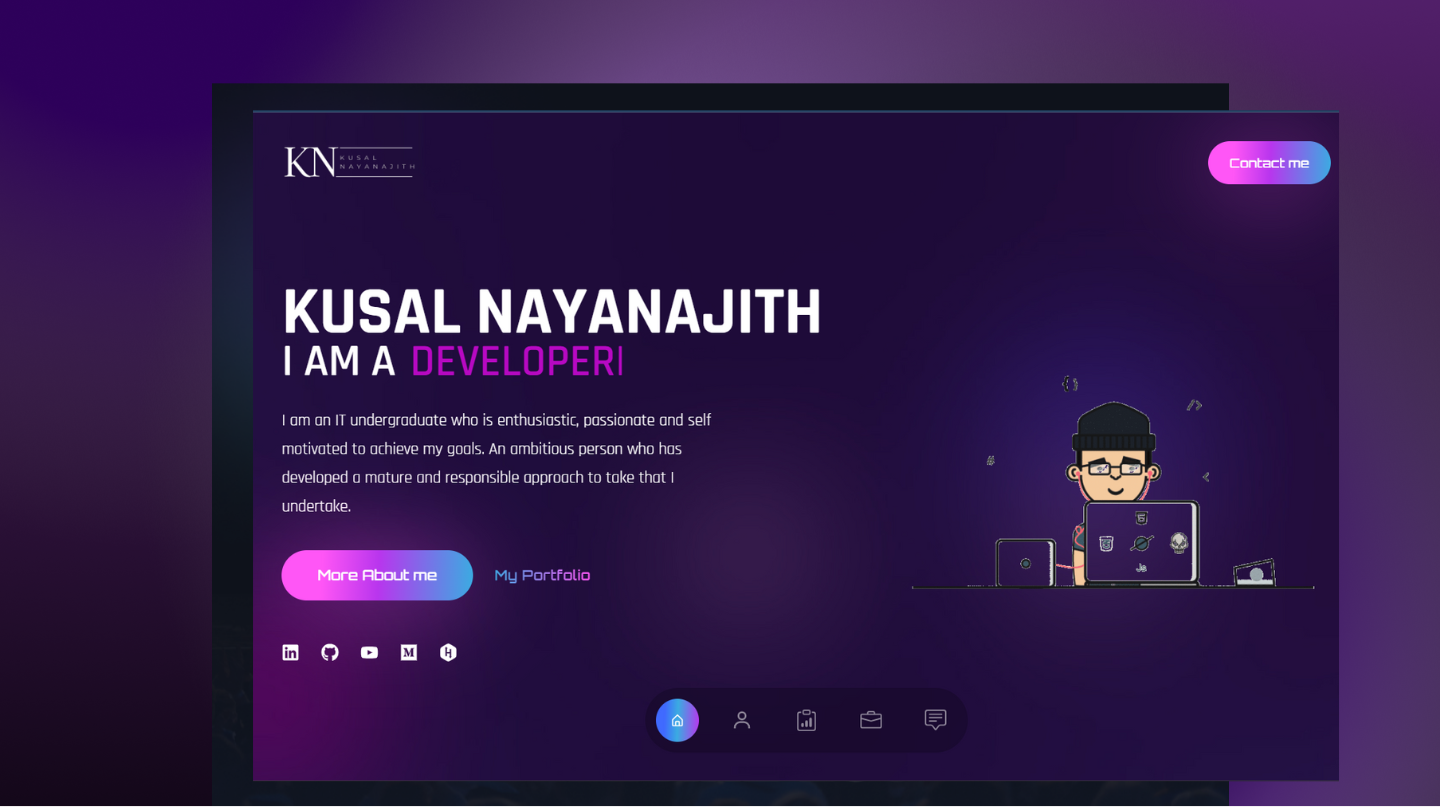 KN KUSAL
NAYANAJITH
Contact me
KUSAL NAYANAJITH
I AM A DEVELOPER|
I am an IT undergraduate who is enthusiastic, passionate and self
motivated to achieve my goals. An ambitious person who has
developed a mature and responsible approach to take that I
undertake.
More About me
My Portfolio
{}
/>
#
<
Js
in
M
H